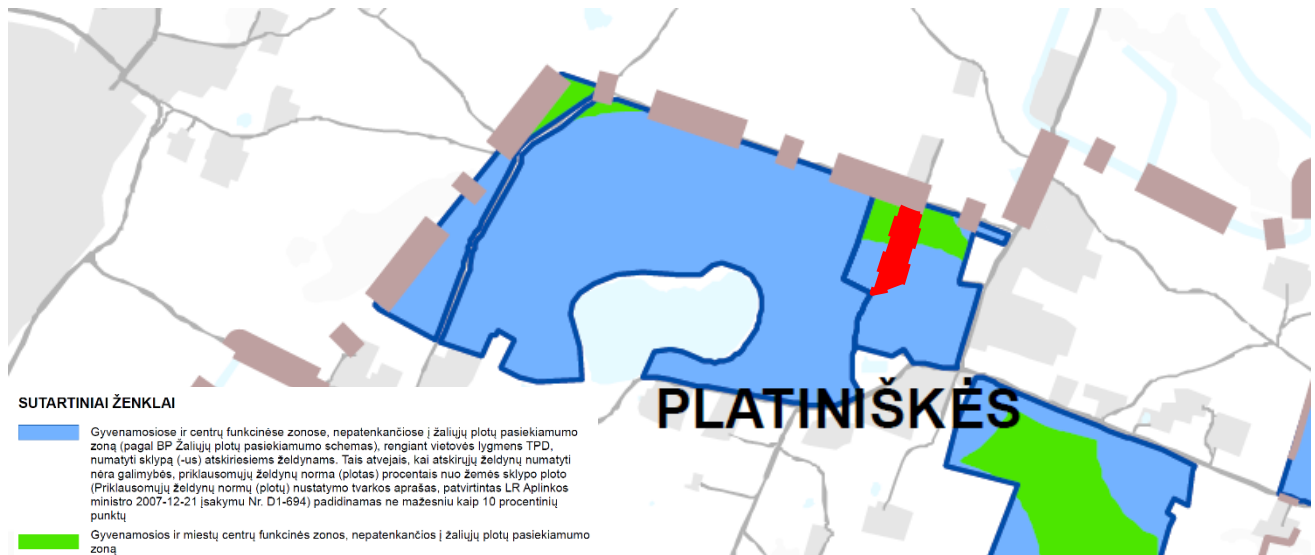 PLATINIŠKĖS
SUTARTINIAI ŽENKLAI
Gyvenamosiose ir centrų funkcinėse zonose, nepatenkančiose į žaliųjų plotų pasiekiamumo
zoną (pagal BP Žaliųjų plotų pasiekiamumo schemas), rengiant vietovės lygmens TPD,
numatyti sklypą (-us) atskiriesiems želdynams. Tais atvejais, kai atskirųjų želdynų numatyti
nėra galimybės, priklausomųjų želdynų norma (plotas) procentais nuo žemės sklypo ploto
(Priklausomųjų želdynų normų (plotų) nustatymo tvarkos aprašas, patvirtintas LR Aplinkos
ministro 2007-12-21 įsakymu Nr. D1-694) padidinamas ne mažesniu kaip 10 procentinių
punktų
Gyvenamosios ir miestų centrų funkcinės zonos, nepatenkančios į žaliųjų plotų pasiekiamumo
zoną